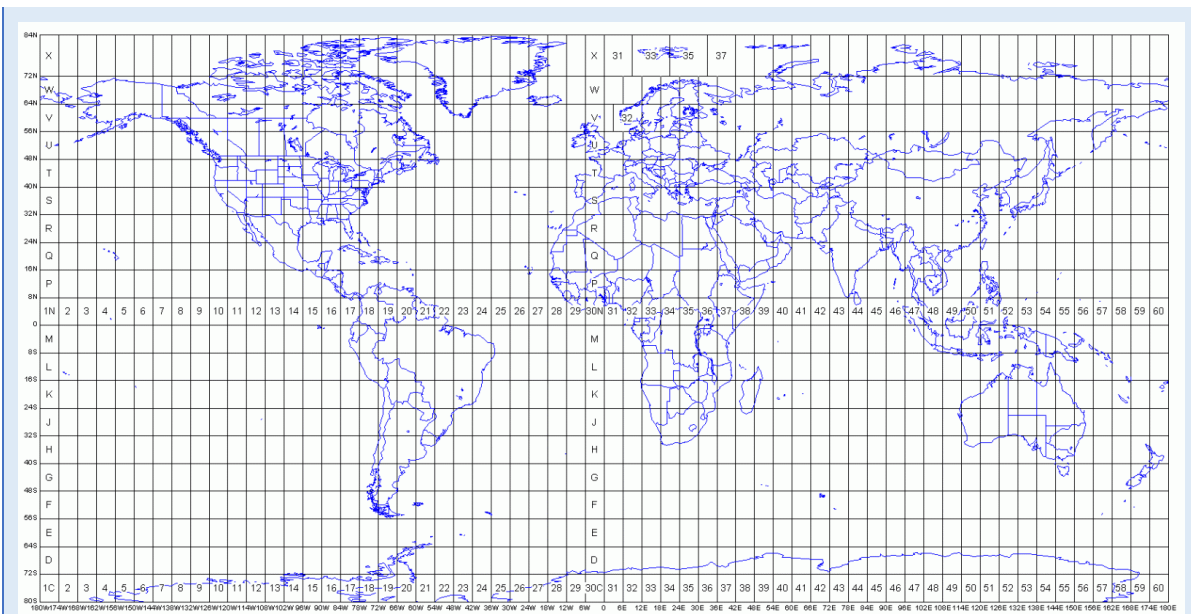 84N
X X 31 33 35 37
72N
W W
64N
V V 32
56N
U U
48N
T T
40N
S S
32N
R R
24N
Q Q
16N
P P
8N
1N 2 3 4 5 6 7 8 9 10 11 12 13 14 15 16 17 18 19 20 21 22 23 24 25 26 27 28 29 30N 31 32 33 34 35 36 37 38 39 40 41 42 43 44 45 46 47 48 49 50 51 52 53 54 55 56 57 58 59 60
0
M M
8S
L L
16S
K K
24S
J J
32S
H H
40S
G G
48S
F F
56S
E E
64S
D D
72S
1C 2 3 4 5 6 7 8 9 10 11 12 13 14 15 16 17 18 19 20 21 22 23 24 25 26 27 28 29 30C 31 32 33 34 35 36 37 38 39 40 41 42 43 44 45 46 47 48 49 50 51 52 53 54 55 56 57 58 59 60
80S
180W 174W 168W 162W 156W 150W 144W 138W 132W 126W 120W 114W 108W 102W 96W 90W 84W 78W 72W 66W 60W 54W 48W 42W 36W 30W 24W 18W 12W 6W 0 6E 12E 18E 24E 30E 36E 42E 48E 54E 60E 66E 72E 78E 84E 90E 96E 102E 108E 114E 120E 126E 132E 138E 144E 150E 156E 162E 168E 174E 180E